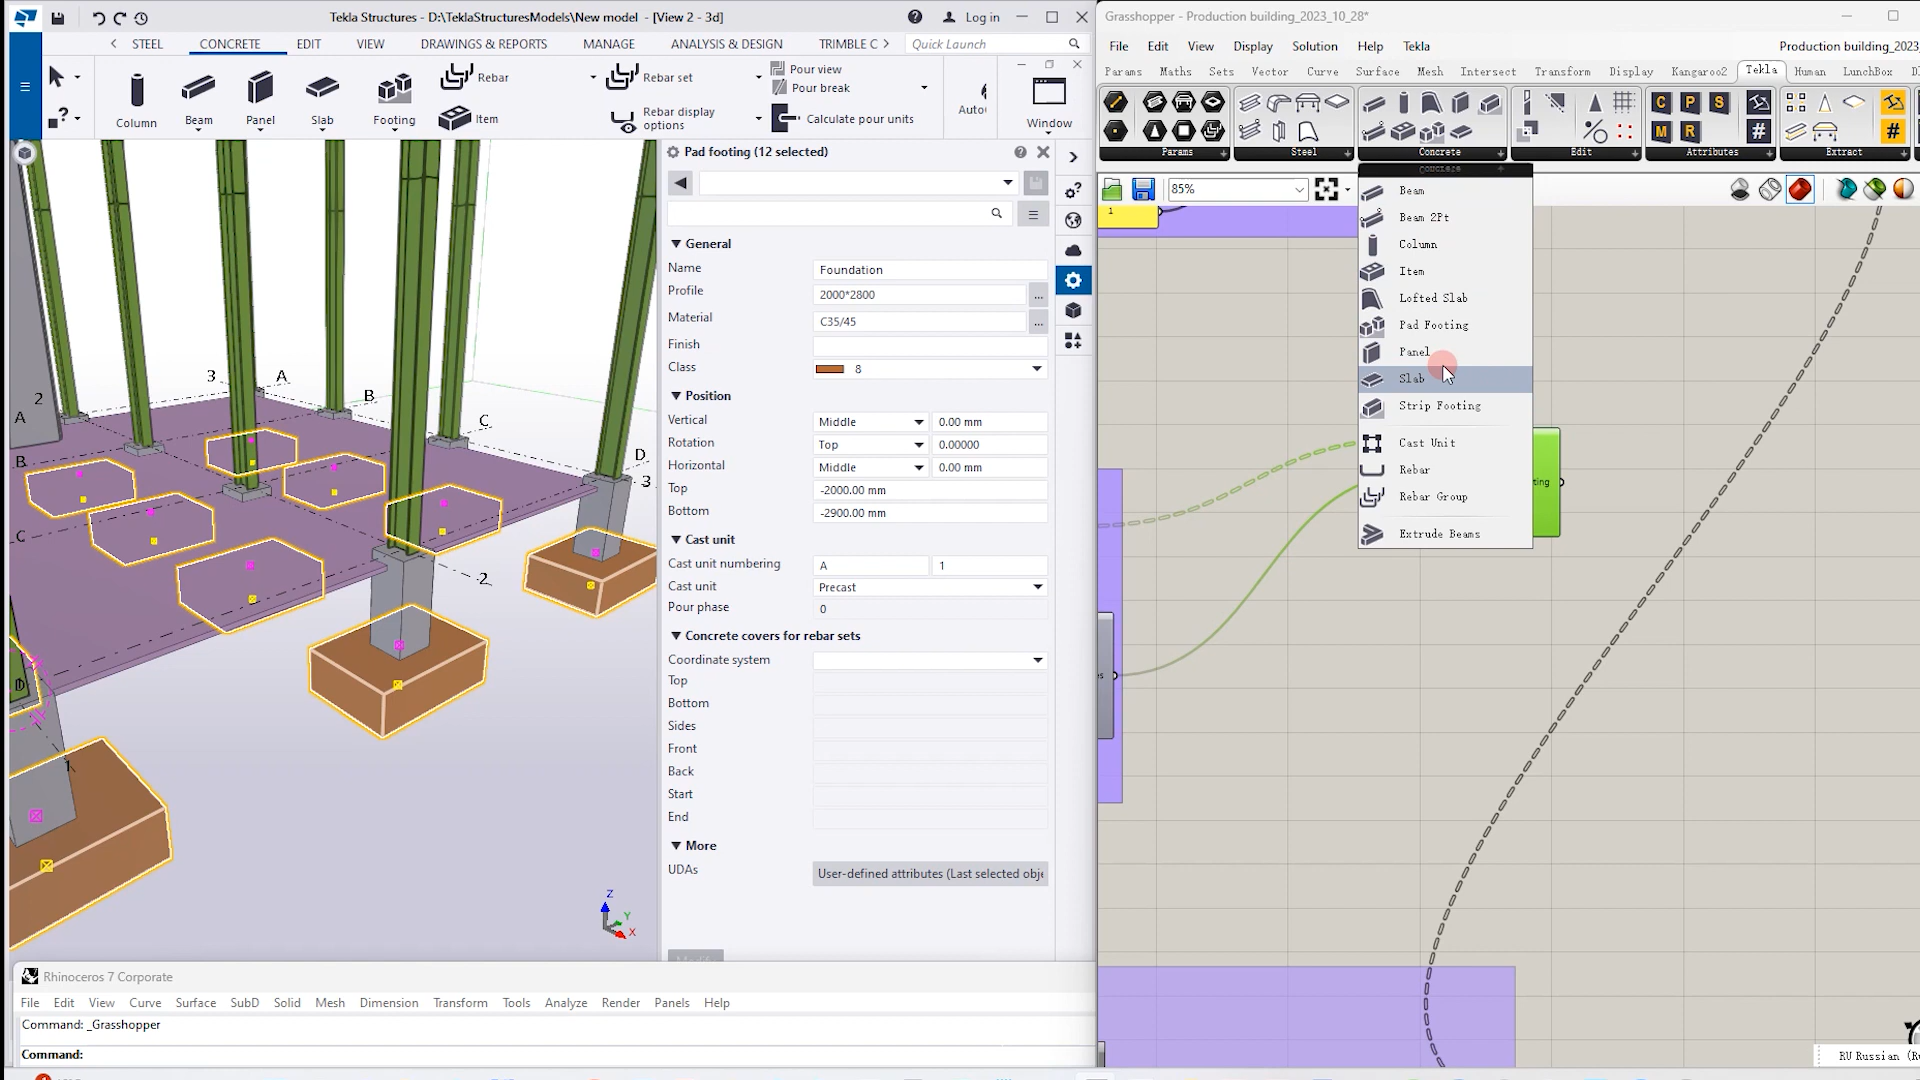 Tekla Structures - D:\TeklaStructuresModels\New model - [View 2 - 3d]
Log in
STEEL
CONCRETE
EDIT
VIEW
DRAWINGS & REPORTS
MANAGE
ANALYSIS & DESIGN
TRIMBLE C
Quick Launch
Column
Beam
Panel
Slab
Footing
Rebar
Item
Rebar set
Rebar display
options
Pour view
Pour break
Calculate pour units
Window
Pad footing (12 selected)
General
Name
Foundation
Profile
2000*2800
Material
C35/45
Finish
Class
8
Position
Vertical
Middle
0.00 mm
Rotation
Top
0.00000
Horizontal
Middle
0.00 mm
Top
-2000.00 mm
Bottom
-2900.00 mm
Cast unit
Cast unit numbering
A
1
Cast unit
Precast
Pour phase
0
Concrete covers for rebar sets
Coordinate system
Top
Bottom
Sides
Front
Back
Start
End
More
UDAs
User-defined attributes (Last selected obje
3
A
2
A
B
C
B
D
3
C
2
D
1
Z
Y
X
Rhinoceros 7 Corporate
File
Edit
View
Curve
Surface
SubD
Solid
Mesh
Dimension
Transform
Tools
Analyze
Render
Panels
Help
Command: _Grasshopper
Command:
Grasshopper - Production building_2023_10_28*
File
Edit
View
Display
Solution
Help
Tekla
Production building_2023_
Params
Maths
Sets
Vector
Curve
Surface
Mesh
Intersect
Transform
Display
Kangaroo2
Tekla
Human
LunchBox
C
P
S
M
R
#
#
Params
Steel
Concrete
Edit
Attributes
Extract
85%
1
Concrete
Beam
Beam 2Pt
Column
Item
Lofted Slab
Pad Footing
Panel
Slab
Strip Footing
Cast Unit
Rebar
Rebar Group
Extrude Beams
RU Russian (Ru